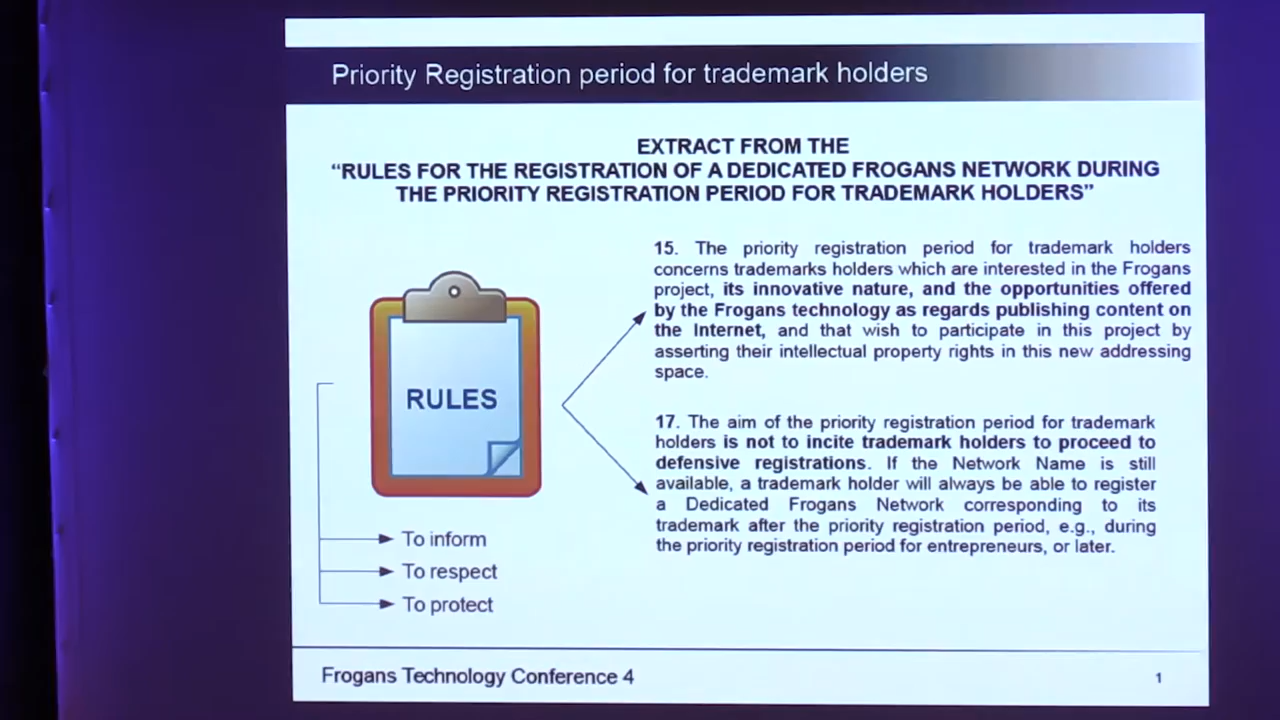 Priority Registration period for trademark holders
EXTRACT FROM THE
“RULES FOR THE REGISTRATION OF A DEDICATED FROGANS NETWORK DURING
THE PRIORITY REGISTRATION PERIOD FOR TRADEMARK HOLDERS”
RULES
To inform
To respect
To protect
15. The priority registration period for trademark holders
concerns trademarks holders which are interested in the Frogans
project, its innovative nature, and the opportunities offered
by the Frogans technology as regards publishing content on
the Internet, and that wish to participate in this project by
asserting their intellectual property rights in this new addressing
space.
17. The aim of the priority registration period for trademark
holders is not to incite trademark holders to proceed to
defensive registrations. If the Network Name is still
available, a trademark holder will always be able to register
a Dedicated Frogans Network corresponding to its
trademark after the priority registration period, e.g., during
the priority registration period for entrepreneurs, or later.
Frogans Technology Conference 4
1